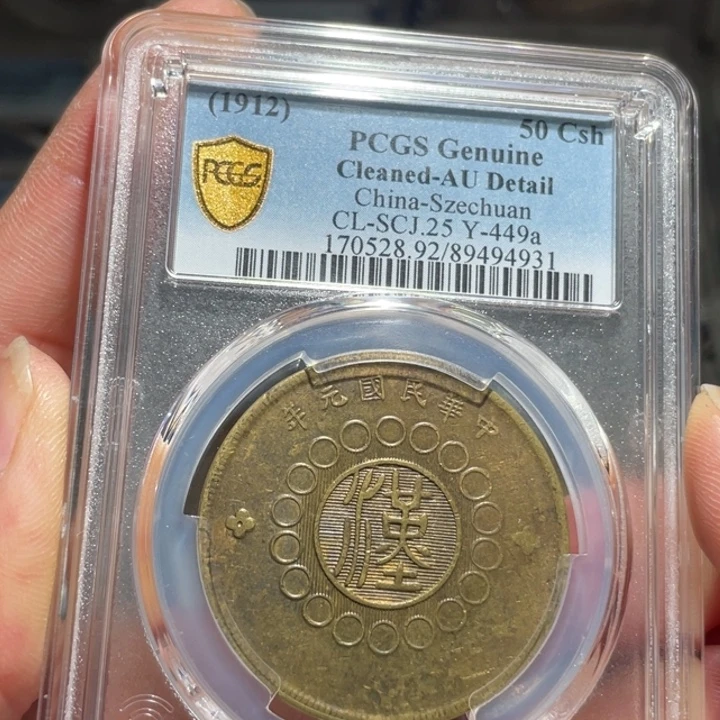 (1912)
50 Csh
PCGS
PCGS Genuine
Cleaned-AU Detail
China-Szechuan
CL-SCJ.25 Y-449a
170528.92/89494931
年元國民華中
漢